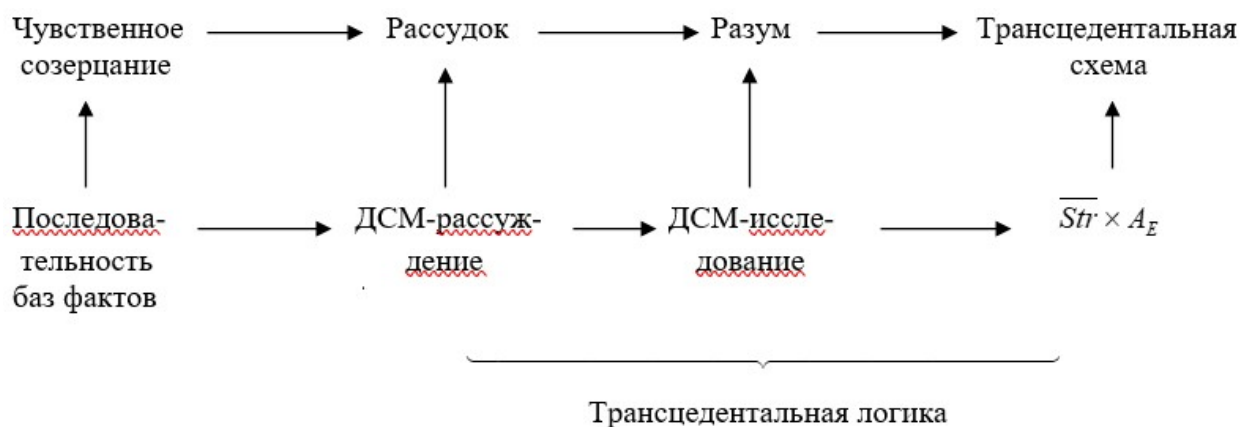 Чувственное
созерцание
Рассудок
Разум
Трансцедентальная
схема
Последова-
тельность
баз фактов
ДСМ-рассуж-
дение
ДСМ-иссле-
дование
\overline{Str} × A_E
Трансцедентальная логика